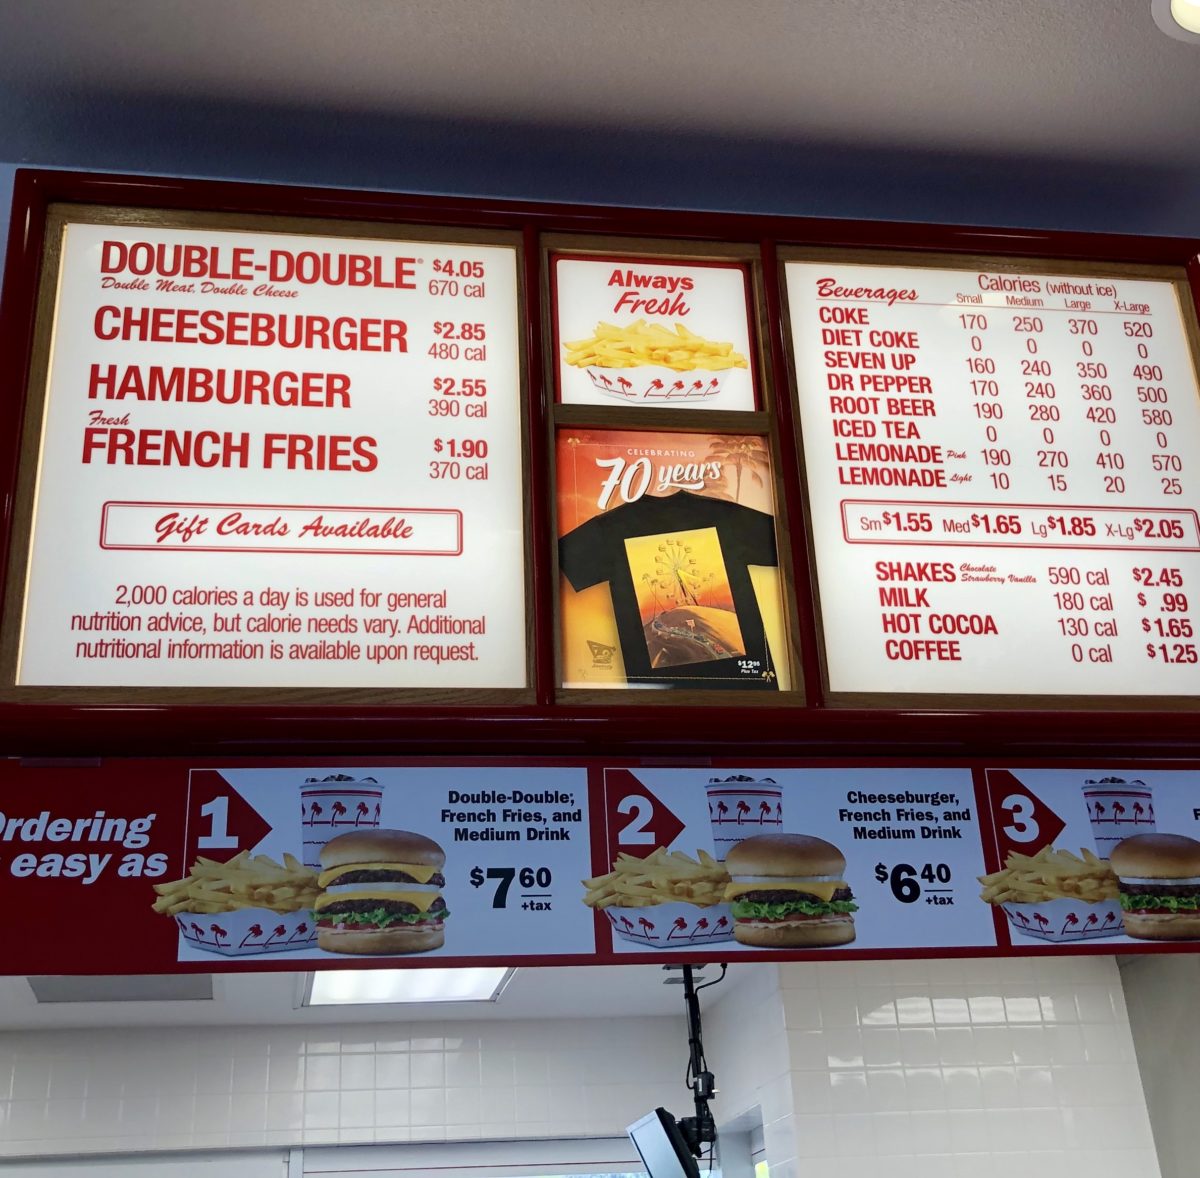 DOUBLE-DOUBLE® $4.05
Double Meat, Double Cheese 670 cal
CHEESEBURGER $2.85
480 cal
HAMBURGER $2.55
390 cal
Fresh
FRENCH FRIES $1.90
370 cal
Gift Cards Available
2,000 calories a day is used for general
nutrition advice, but calorie needs vary. Additional
nutritional information is available upon request.
Always
Fresh
CELEBRATING
70 years
$12.95
Plus Tax
Beverages Calories (without ice)
Small Medium Large X-Large
COKE 170 250 370 520
DIET COKE 0 0 0 0
SEVEN UP 160 240 350 490
DR PEPPER 170 240 360 500
ROOT BEER 190 280 420 580
ICED TEA 0 0 0 0
LEMONADE Pink 190 270 410 570
LEMONADE Light 10 15 20 25
Sm $1.55 Med $1.65 Lg $1.85 X-Lg $2.05
SHAKES Chocolate Strawberry Vanilla 590 cal $2.45
MILK 180 cal $ .99
HOT COCOA 130 cal $1.65
COFFEE 0 cal $1.25
rdering
easy as
1
Double-Double®,
French Fries, and
Medium Drink
$7.60
+tax
2
Cheeseburger,
French Fries, and
Medium Drink
$6.40
+tax
3
F